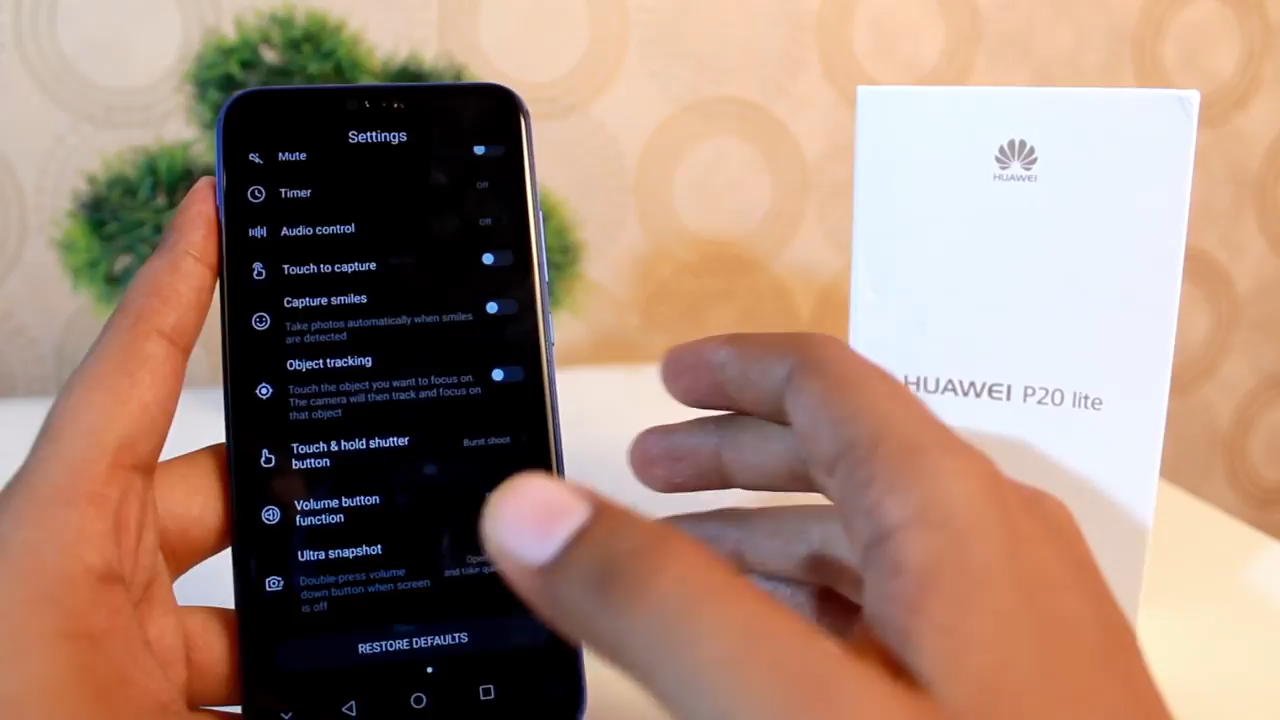 Settings
Mute
Timer
Off
Audio control
Off
Touch to capture
Capture smiles
Take photos automatically when smiles
are detected
Object tracking
Touch the object you want to focus on.
The camera will then track and focus on
that object
Touch & hold shutter
button
Burst shoot
Volume button
function
Ultra snapshot
Double-press volume
down button when screen
is off
and take
RESTORE DEFAULTS
HUAWEI
HUAWEI P20 lite